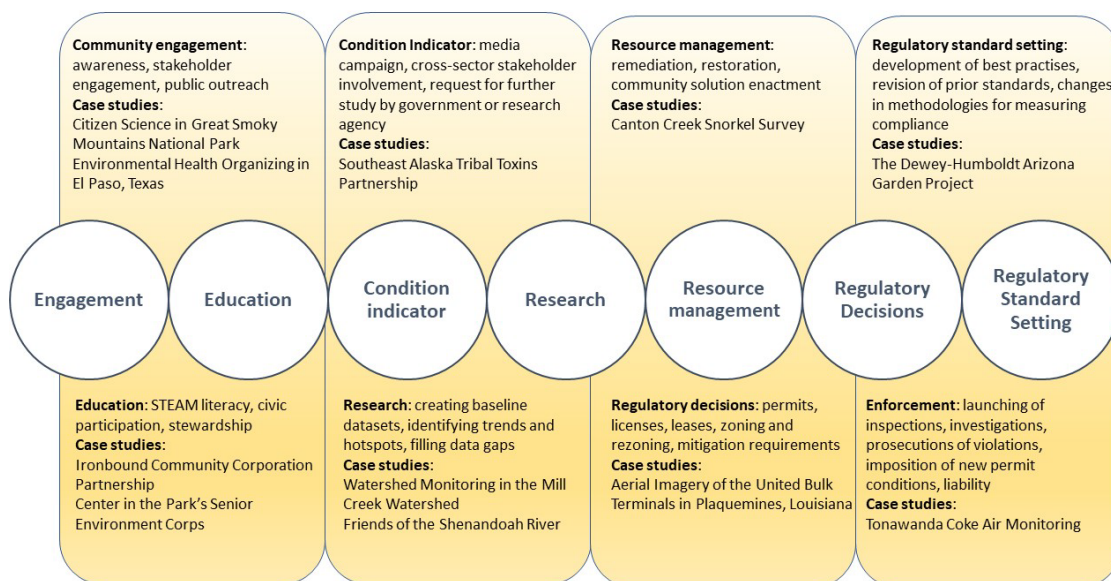 Community engagement:
awareness, stakeholder
engagement, public outreach
Case studies:
Citizen Science in Great Smoky
Mountains National Park
Environmental Health Organizing in
El Paso, Texas
Condition Indicator: media
campaign, cross-sector stakeholder
involvement, request for further
study by government or research
agency
Case studies:
Southeast Alaska Tribal Toxins
Partnership
Resource management:
remediation, restoration,
community solution enactment
Case studies:
Canton Creek Snorkel Survey
Regulatory standard setting:
development of best practises,
revision of prior standards, changes
in methodologies for measuring
compliance
Case studies:
The Dewey-Humboldt Arizona
Garden Project
Engagement
Education
Condition
indicator
Research
Resource
management
Regulatory
Decisions
Regulatory
Standard
Setting
Education: STEAM literacy, civic
participation, stewardship
Case studies:
Ironbound Community Corporation
Partnership
Center in the Park's Senior
Environment Corps
Research: creating baseline
datasets, identifying trends and
hotspots, filling data gaps
Case studies:
Watershed Monitoring in the Mill
Creek Watershed
Friends of the Shenandoah River
Regulatory decisions: permits,
licenses, leases, zoning and
rezoning, mitigation requirements
Case studies:
Aerial Imagery of the United Bulk
Terminals in Plaquemines, Louisiana
Enforcement: launching of
inspections, investigations,
prosecutions of violations,
imposition of new permit
conditions, liability
Case studies:
Tonawanda Coke Air Monitoring